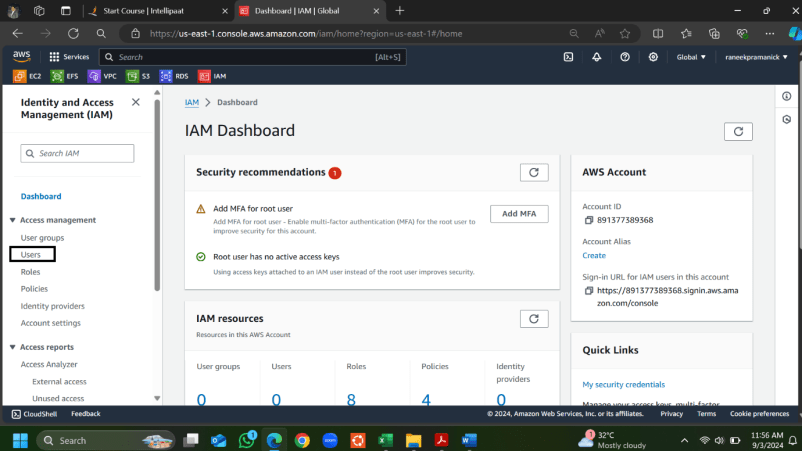 Start Course | Intellipaat
Dashboard | IAM | Global
https://us-east-1.console.aws.amazon.com/iam/home?region=us-east-1#/home
aws
Services
Search
[Alt+S]
Global
raneekpramanick
EC2
EFS
VPC
S3
RDS
IAM
Identity and Access
Management (IAM)
Search IAM
Dashboard
Access management
User groups
Users
Roles
Policies
Identity providers
Account settings
Access reports
Access Analyzer
External access
Unused access
IAM
Dashboard
IAM Dashboard
Security recommendations 1
Add MFA for root user
Add MFA for root user - Enable multi-factor authentication (MFA) for the root user to
improve security for this account.
Add MFA
Root user has no active access keys
Using access keys attached to an IAM user instead of the root user improves security.
IAM resources
Resources in this AWS Account
User groups
Users
Roles
Policies
Identity
providers
0
0
8
4
0
AWS Account
Account ID
891377389368
Account Alias
Create
Sign-in URL for IAM users in this account
https://891377389368.signin.aws.ama
zon.com/console
Quick Links
My security credentials
Manage your access keys, multi-factor
CloudShell
Feedback
© 2024, Amazon Web Services, Inc. or its affiliates.
Privacy
Terms
Cookie preferences
Search
1
zoom
1
32°C
Mostly cloudy
11:56 AM
9/3/2024